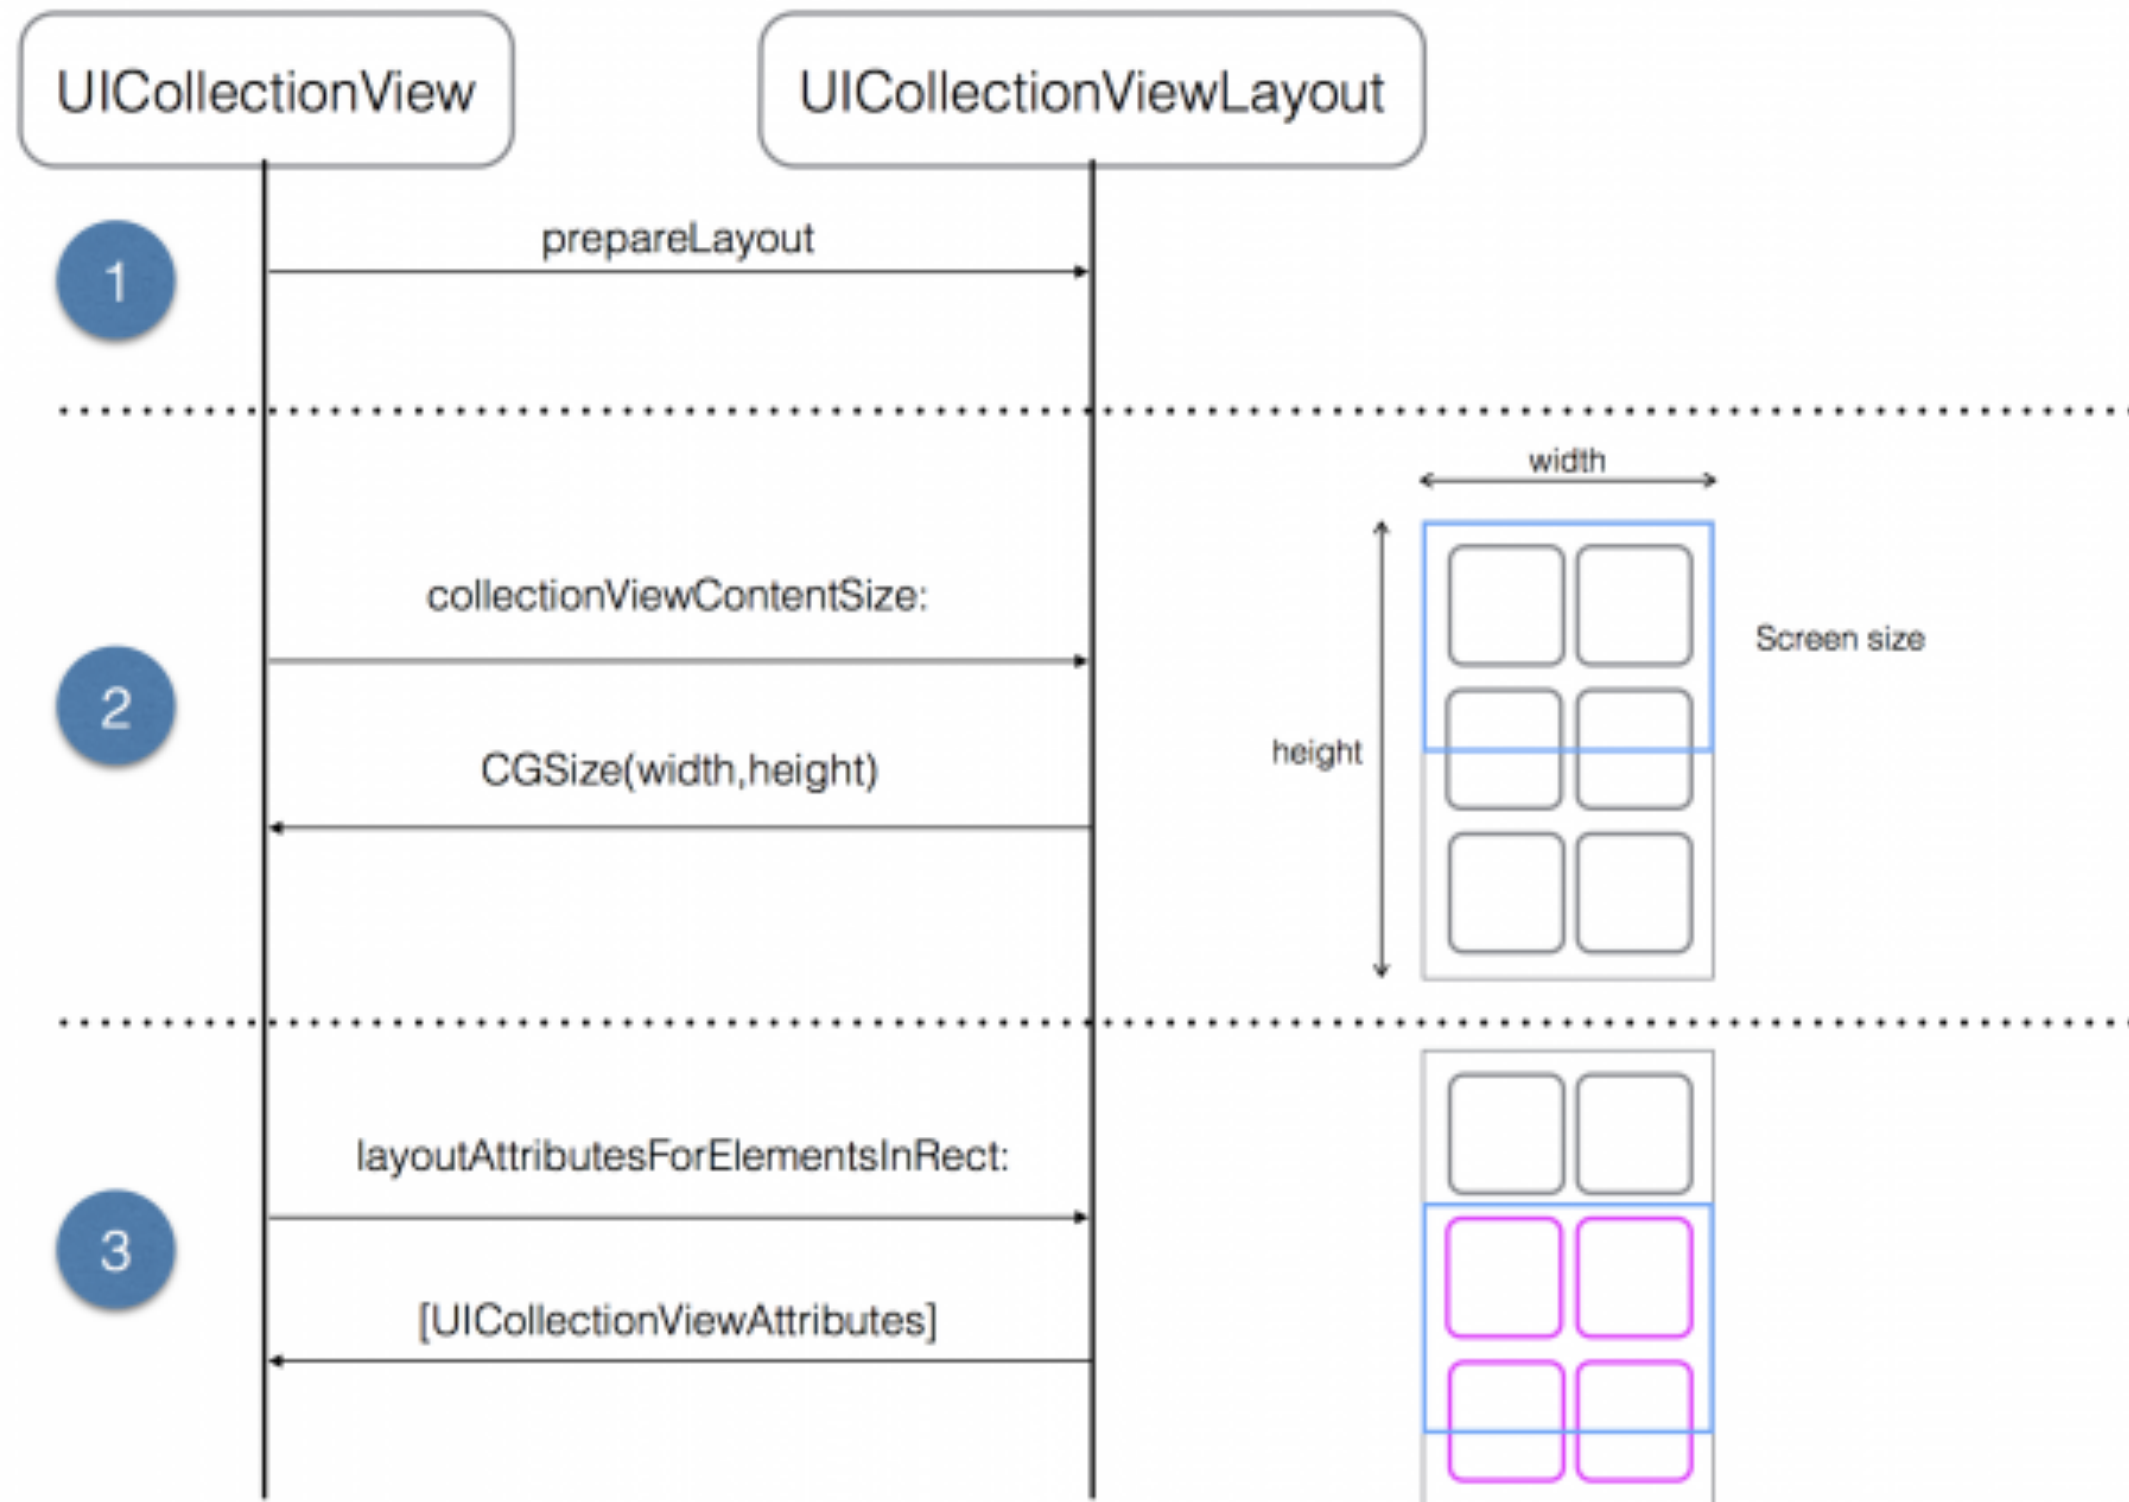 UICollectionView
UICollectionViewLayout
1
prepareLayout
width
2
collectionViewContentSize:
Screen size
CGSize(width,height)
height
3
layoutAttributesForElementsInRect:
[UICollectionViewAttributes]